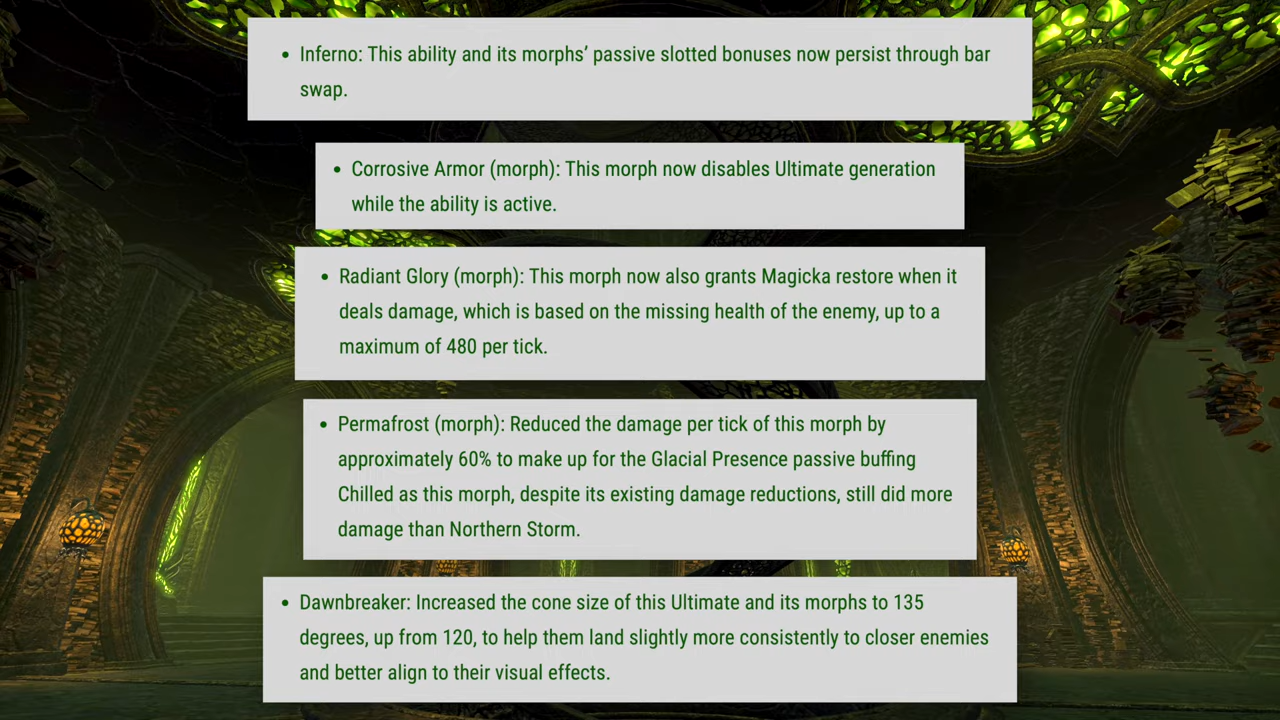 • Inferno: This ability and its morphs’ passive slotted bonuses now persist through bar
swap.
• Corrosive Armor (morph): This morph now disables Ultimate generation
while the ability is active.
• Radiant Glory (morph): This morph now also grants Magicka restore when it
deals damage, which is based on the missing health of the enemy, up to a
maximum of 480 per tick.
• Permafrost (morph): Reduced the damage per tick of this morph by
approximately 60% to make up for the Glacial Presence passive buffing
Chilled as this morph, despite its existing damage reductions, still did more
damage than Northern Storm.
• Dawnbreaker: Increased the cone size of this Ultimate and its morphs to 135
degrees, up from 120, to help them land slightly more consistently to closer enemies
and better align to their visual effects.